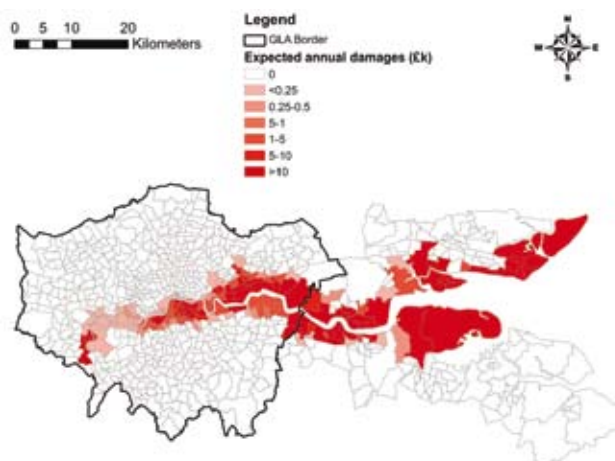 0 5 10 20
Kilometers
Legend
GLA Border
Expected annual damages (£k)
0
<0.25
0.25-0.5
5-1
1-5
5-10
>10
N
W E
S